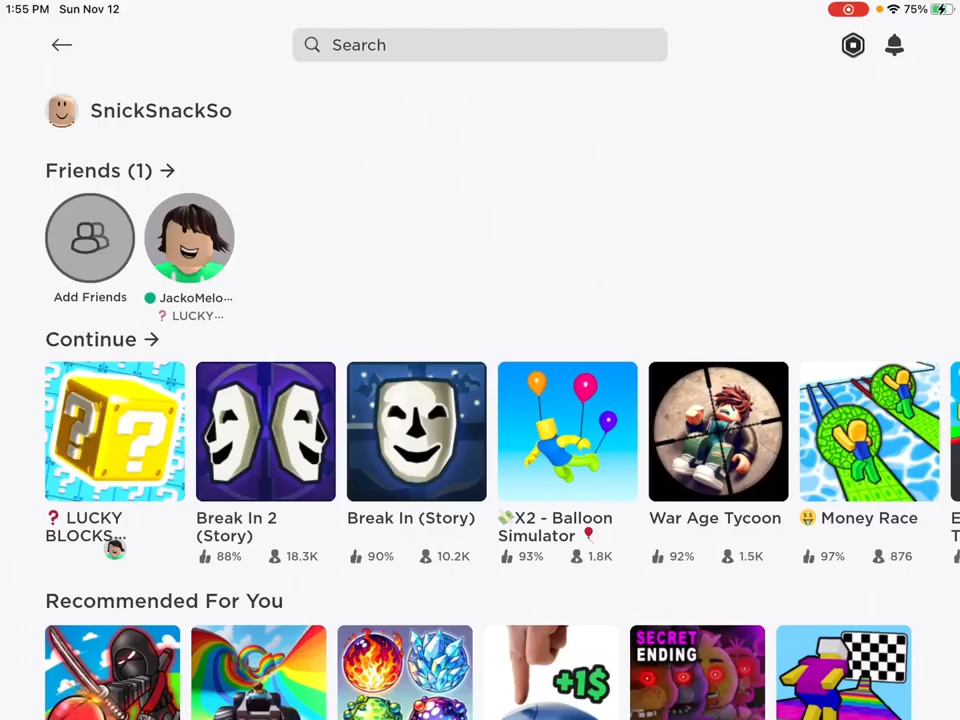 1:55 PM Sun Nov 12
75%
Search
SnickSnackSo
Friends (1) →
Add Friends
JackoMelo...
❓ LUCKY...
Continue →
❓ LUCKY BLOCKS...
Break In 2 (Story)
88% 18.3K
Break In (Story)
90% 10.2K
💸X2 - Balloon Simulator 🎈
93% 1.8K
War Age Tycoon
92% 1.5K
🤑 Money Race
97% 876
Recommended For You
+1$
SECRET
ENDING